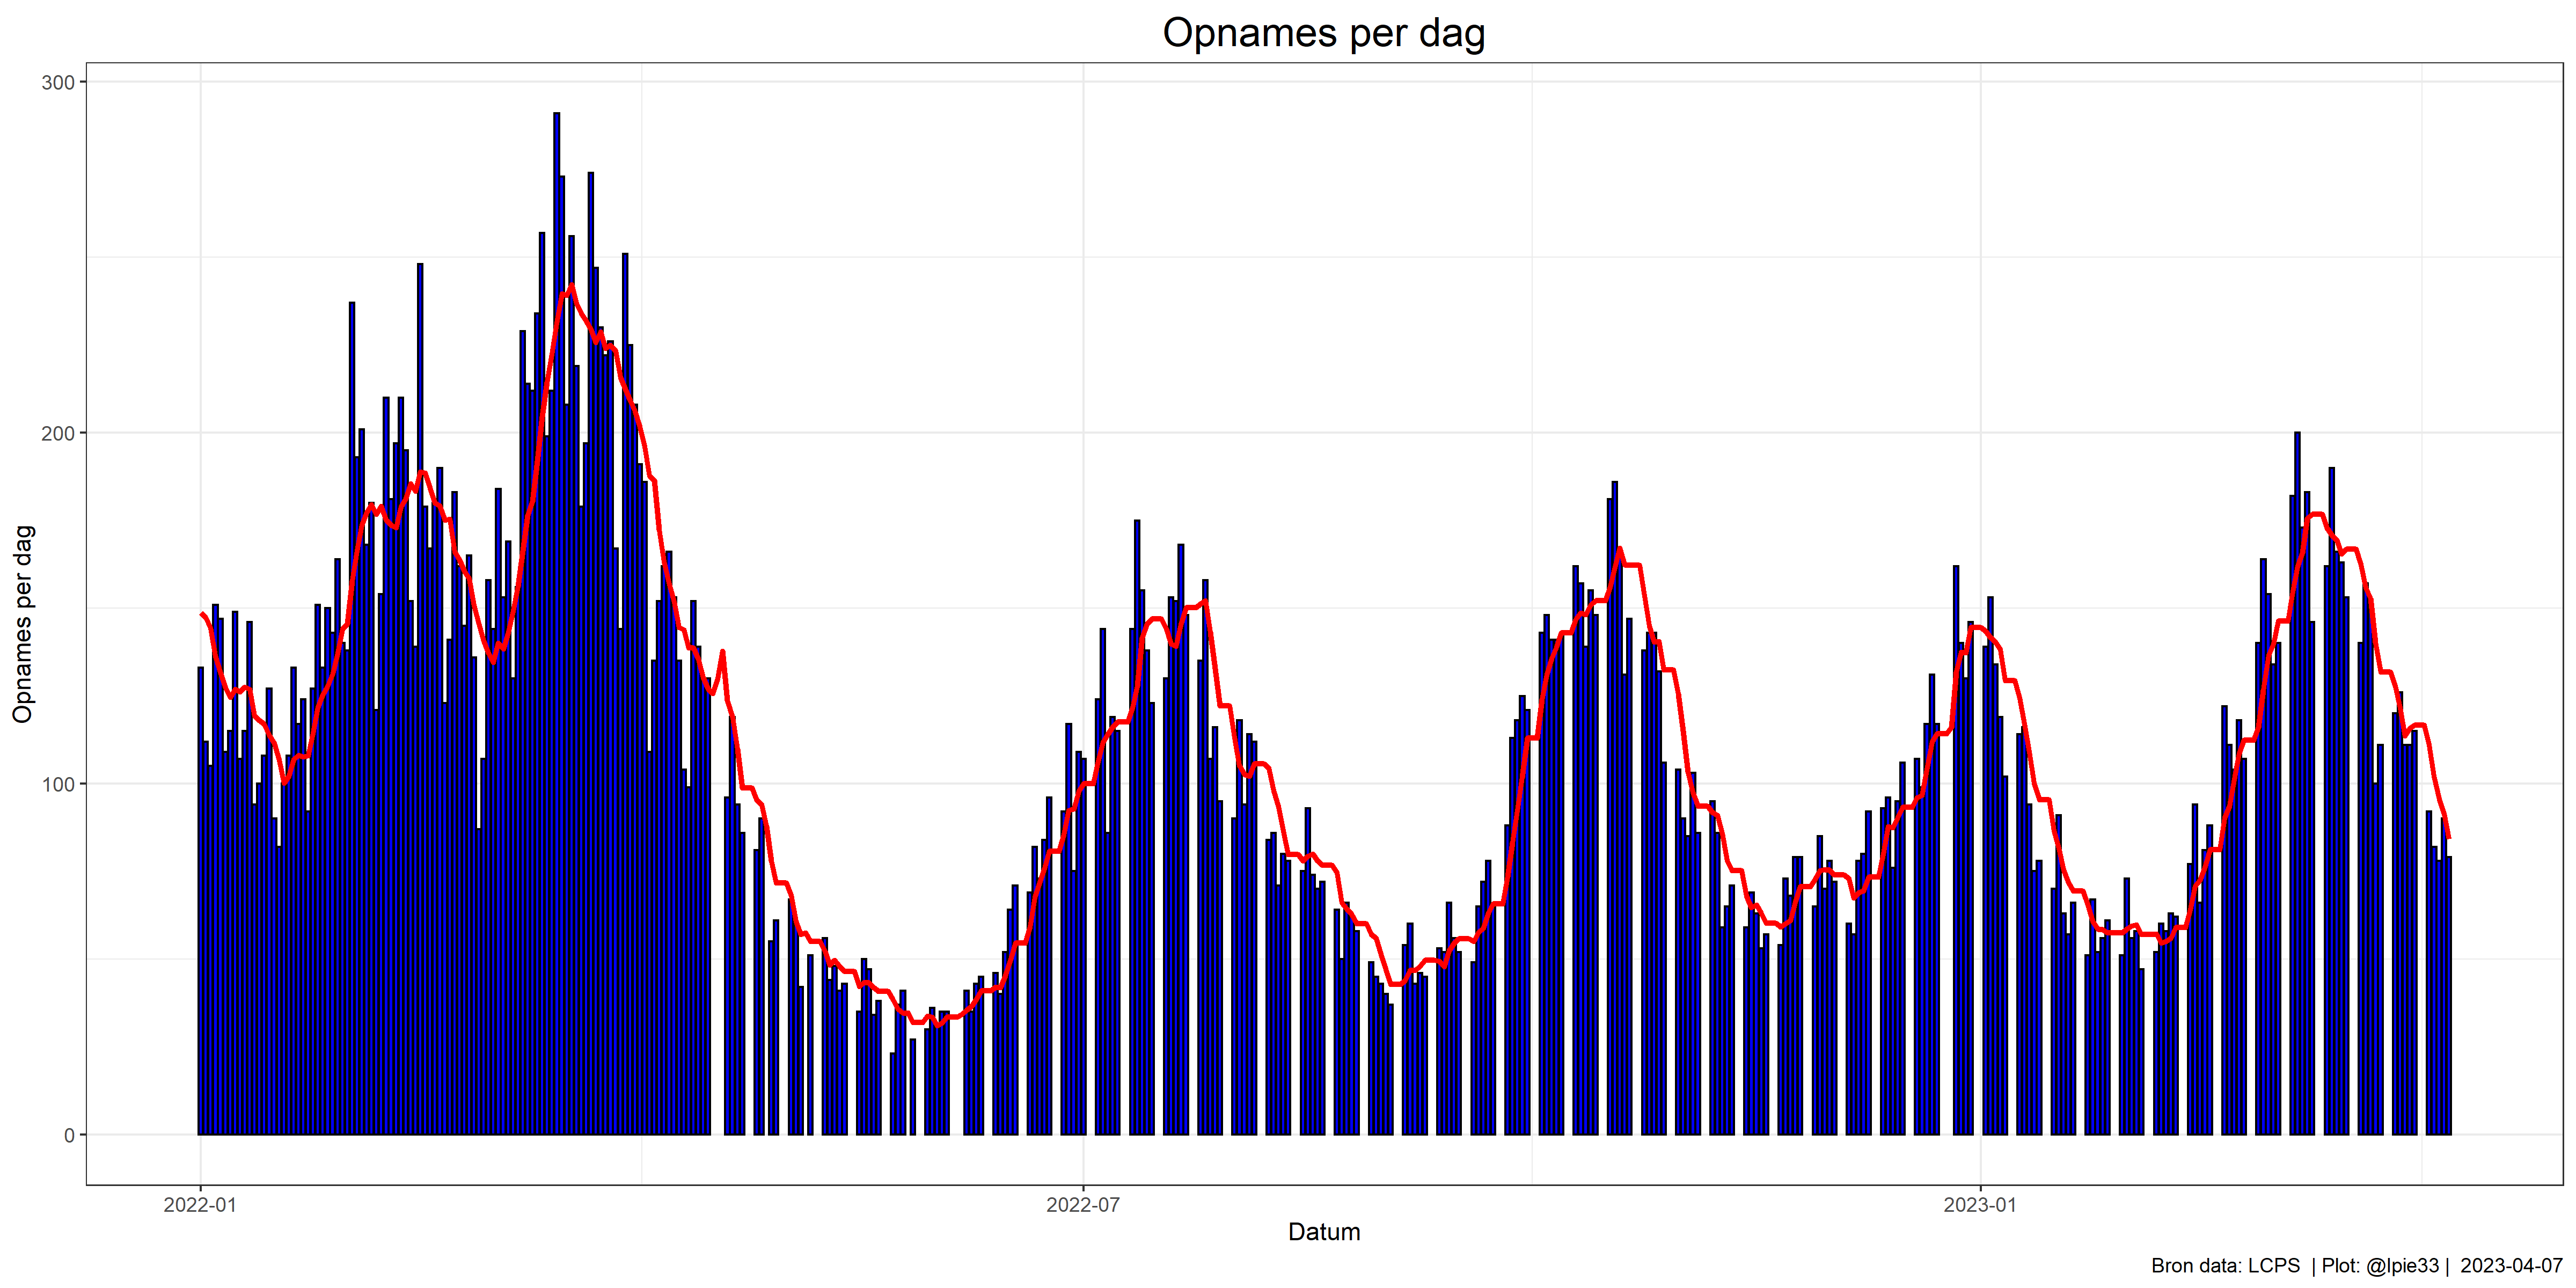 Opnames per dag
300
200
100
0
Opnames per dag
2022-01
2022-07
2023-01
Datum
Bron data: LCPS | Plot: @lpie33 | 2023-04-07